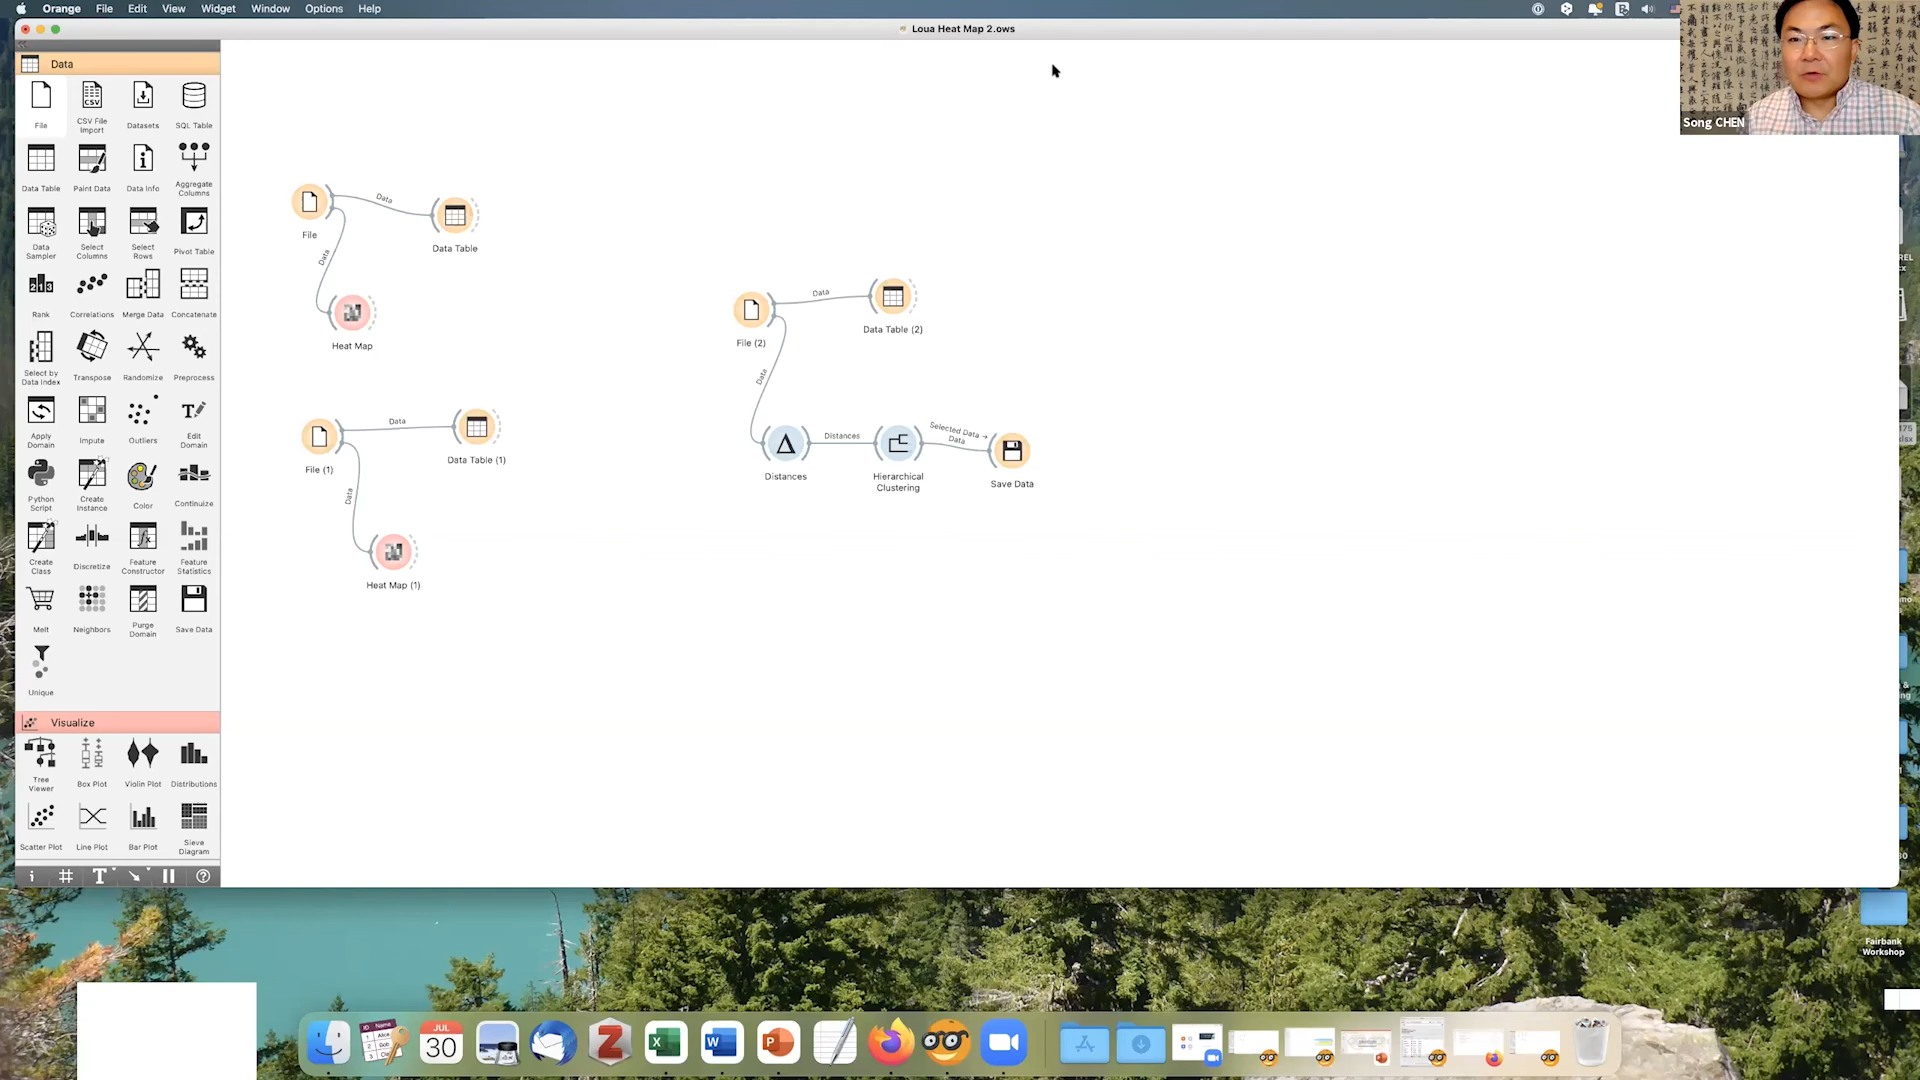 Orange File Edit View Widget Window Options Help
Loua Heat Map 2.ows
Song CHEN
Data
File
CSV File Import
Datasets
SQL Table
Data Table
Paint Data
Data Info
Aggregate Columns
Data Sampler
Select Columns
Select Rows
Pivot Table
Rank
Correlations
Merge Data
Concatenate
Select by Data Index
Transpose
Randomize
Preprocess
Apply Domain
Impute
Outliers
Edit Domain
Python Script
Create Instance
Color
Continuize
Create Class
Discretize
Feature Constructor
Feature Statistics
Melt
Neighbors
Purge Domain
Save Data
Unique
Visualize
Tree Viewer
Box Plot
Violin Plot
Distributions
Scatter Plot
Line Plot
Bar Plot
Sieve Diagram
File
Data
Data Table
Data
Heat Map
File (1)
Data
Data Table (1)
Data
Heat Map (1)
File (2)
Data
Data Table (2)
Data
Distances
Distances
Hierarchical Clustering
Selected Data → Data
Save Data
Fairbank Workshop
JUL
30